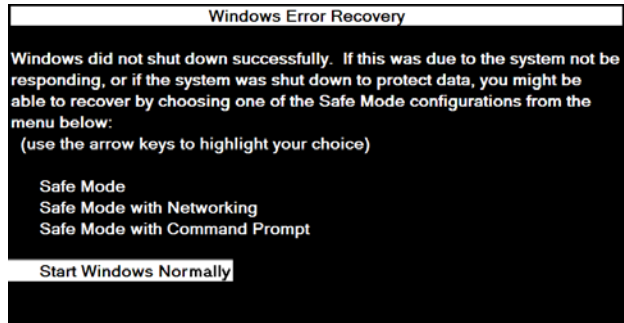 Windows Error Recovery
Windows did not shut down successfully. If this was due to the system not be
responding, or if the system was shut down to protect data, you might be
able to recover by choosing one of the Safe Mode configurations from the
menu below:
(use the arrow keys to highlight your choice)
Safe Mode
Safe Mode with Networking
Safe Mode with Command Prompt
Start Windows Normally